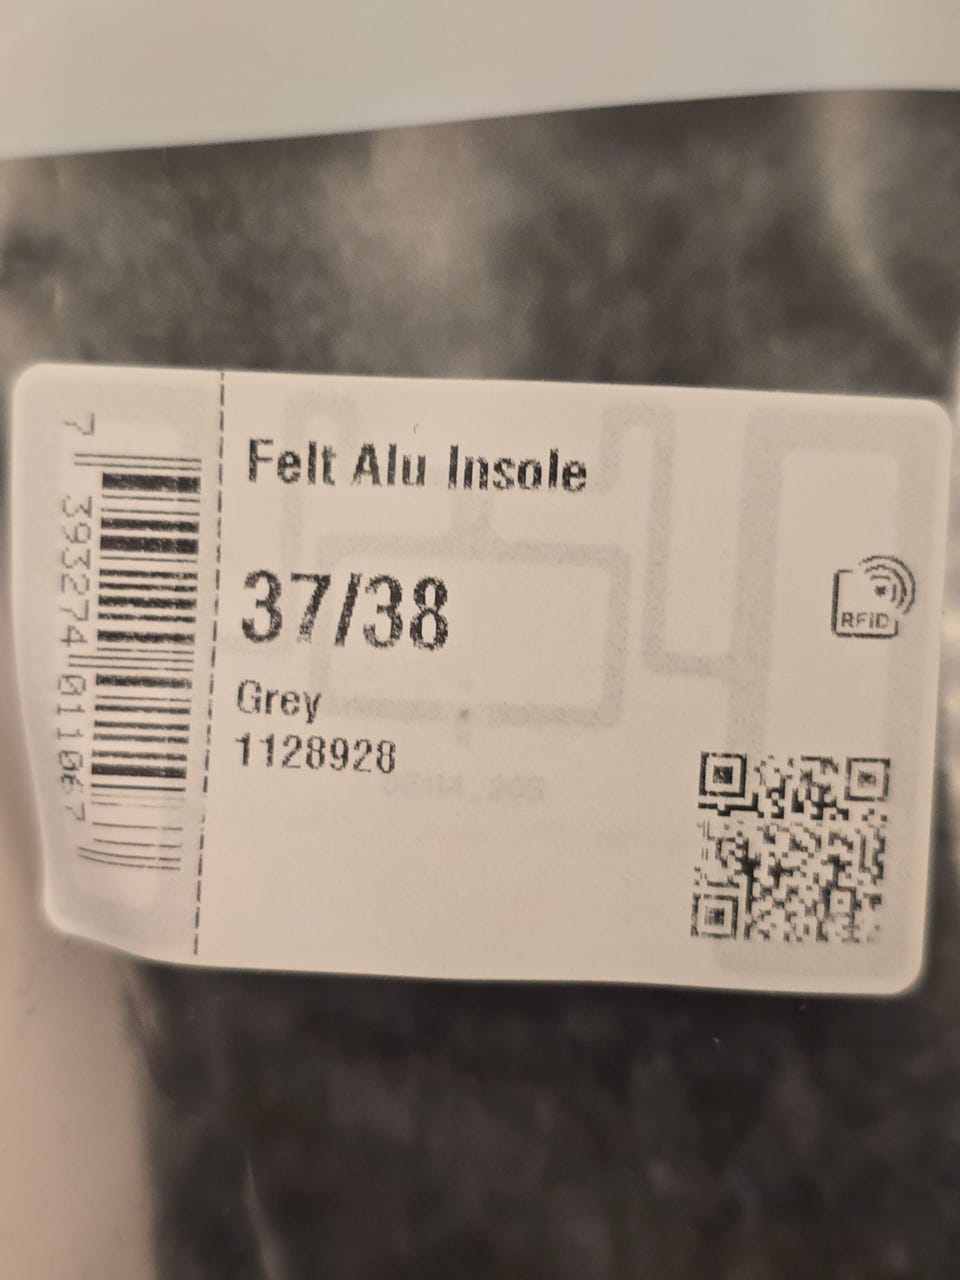 Felt Alu Insole
37/38
Grey
1128928
RFID
7 393274 011067